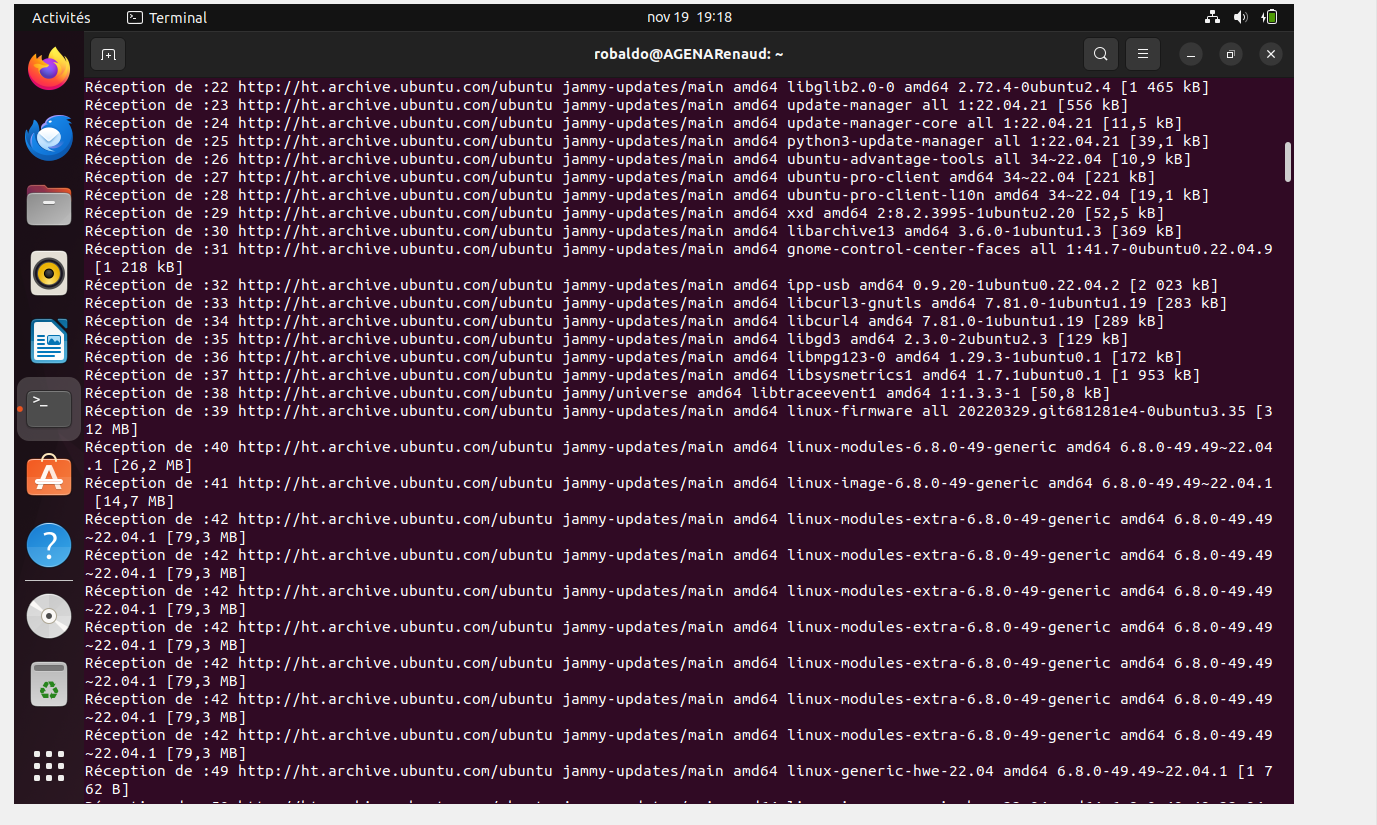 Activités
Terminal
nov 19 19:18
robaldo@AGENARenaud: ~
Réception de :22 http://ht.archive.ubuntu.com/ubuntu jammy-updates/main amd64 libglib2.0-0 amd64 2.72.4-0ubuntu2.4 [1 465 kB]
Réception de :23 http://ht.archive.ubuntu.com/ubuntu jammy-updates/main amd64 update-manager all 1:22.04.21 [556 kB]
Réception de :24 http://ht.archive.ubuntu.com/ubuntu jammy-updates/main amd64 update-manager-core all 1:22.04.21 [11,5 kB]
Réception de :25 http://ht.archive.ubuntu.com/ubuntu jammy-updates/main amd64 python3-update-manager all 1:22.04.21 [39,1 kB]
Réception de :26 http://ht.archive.ubuntu.com/ubuntu jammy-updates/main amd64 ubuntu-advantage-tools all 34~22.04 [10,9 kB]
Réception de :27 http://ht.archive.ubuntu.com/ubuntu jammy-updates/main amd64 ubuntu-pro-client amd64 34~22.04 [221 kB]
Réception de :28 http://ht.archive.ubuntu.com/ubuntu jammy-updates/main amd64 ubuntu-pro-client-l10n amd64 34~22.04 [19,1 kB]
Réception de :29 http://ht.archive.ubuntu.com/ubuntu jammy-updates/main amd64 xxd amd64 2:8.2.3995-1ubuntu2.20 [52,5 kB]
Réception de :30 http://ht.archive.ubuntu.com/ubuntu jammy-updates/main amd64 libarchive13 amd64 3.6.0-1ubuntu1.3 [369 kB]
Réception de :31 http://ht.archive.ubuntu.com/ubuntu jammy-updates/main amd64 gnome-control-center-faces all 1:41.7-0ubuntu0.22.04.9
[1 218 kB]
Réception de :32 http://ht.archive.ubuntu.com/ubuntu jammy-updates/main amd64 ipp-usb amd64 0.9.20-1ubuntu0.22.04.2 [2 023 kB]
Réception de :33 http://ht.archive.ubuntu.com/ubuntu jammy-updates/main amd64 libcurl3-gnutls amd64 7.81.0-1ubuntu1.19 [283 kB]
Réception de :34 http://ht.archive.ubuntu.com/ubuntu jammy-updates/main amd64 libcurl4 amd64 7.81.0-1ubuntu1.19 [289 kB]
Réception de :35 http://ht.archive.ubuntu.com/ubuntu jammy-updates/main amd64 libgd3 amd64 2.3.0-2ubuntu2.3 [129 kB]
Réception de :36 http://ht.archive.ubuntu.com/ubuntu jammy-updates/main amd64 libmpg123-0 amd64 1.29.3-1ubuntu0.1 [172 kB]
Réception de :37 http://ht.archive.ubuntu.com/ubuntu jammy-updates/main amd64 libsysmetrics1 amd64 1.7.1ubuntu0.1 [1 953 kB]
Réception de :38 http://ht.archive.ubuntu.com/ubuntu jammy/universe amd64 libtraceevent1 amd64 1:1.3.3-1 [50,8 kB]
Réception de :39 http://ht.archive.ubuntu.com/ubuntu jammy-updates/main amd64 linux-firmware all 20220329.git681281e4-0ubuntu3.35 [3
12 MB]
Réception de :40 http://ht.archive.ubuntu.com/ubuntu jammy-updates/main amd64 linux-modules-6.8.0-49-generic amd64 6.8.0-49.49~22.04
.1 [26,2 MB]
Réception de :41 http://ht.archive.ubuntu.com/ubuntu jammy-updates/main amd64 linux-image-6.8.0-49-generic amd64 6.8.0-49.49~22.04.1
[14,7 MB]
Réception de :42 http://ht.archive.ubuntu.com/ubuntu jammy-updates/main amd64 linux-modules-extra-6.8.0-49-generic amd64 6.8.0-49.49
~22.04.1 [79,3 MB]
Réception de :42 http://ht.archive.ubuntu.com/ubuntu jammy-updates/main amd64 linux-modules-extra-6.8.0-49-generic amd64 6.8.0-49.49
~22.04.1 [79,3 MB]
Réception de :42 http://ht.archive.ubuntu.com/ubuntu jammy-updates/main amd64 linux-modules-extra-6.8.0-49-generic amd64 6.8.0-49.49
~22.04.1 [79,3 MB]
Réception de :42 http://ht.archive.ubuntu.com/ubuntu jammy-updates/main amd64 linux-modules-extra-6.8.0-49-generic amd64 6.8.0-49.49
~22.04.1 [79,3 MB]
Réception de :42 http://ht.archive.ubuntu.com/ubuntu jammy-updates/main amd64 linux-modules-extra-6.8.0-49-generic amd64 6.8.0-49.49
~22.04.1 [79,3 MB]
Réception de :42 http://ht.archive.ubuntu.com/ubuntu jammy-updates/main amd64 linux-modules-extra-6.8.0-49-generic amd64 6.8.0-49.49
~22.04.1 [79,3 MB]
Réception de :42 http://ht.archive.ubuntu.com/ubuntu jammy-updates/main amd64 linux-modules-extra-6.8.0-49-generic amd64 6.8.0-49.49
~22.04.1 [79,3 MB]
Réception de :49 http://ht.archive.ubuntu.com/ubuntu jammy-updates/main amd64 linux-generic-hwe-22.04 amd64 6.8.0-49.49~22.04.1 [1 7
62 B]